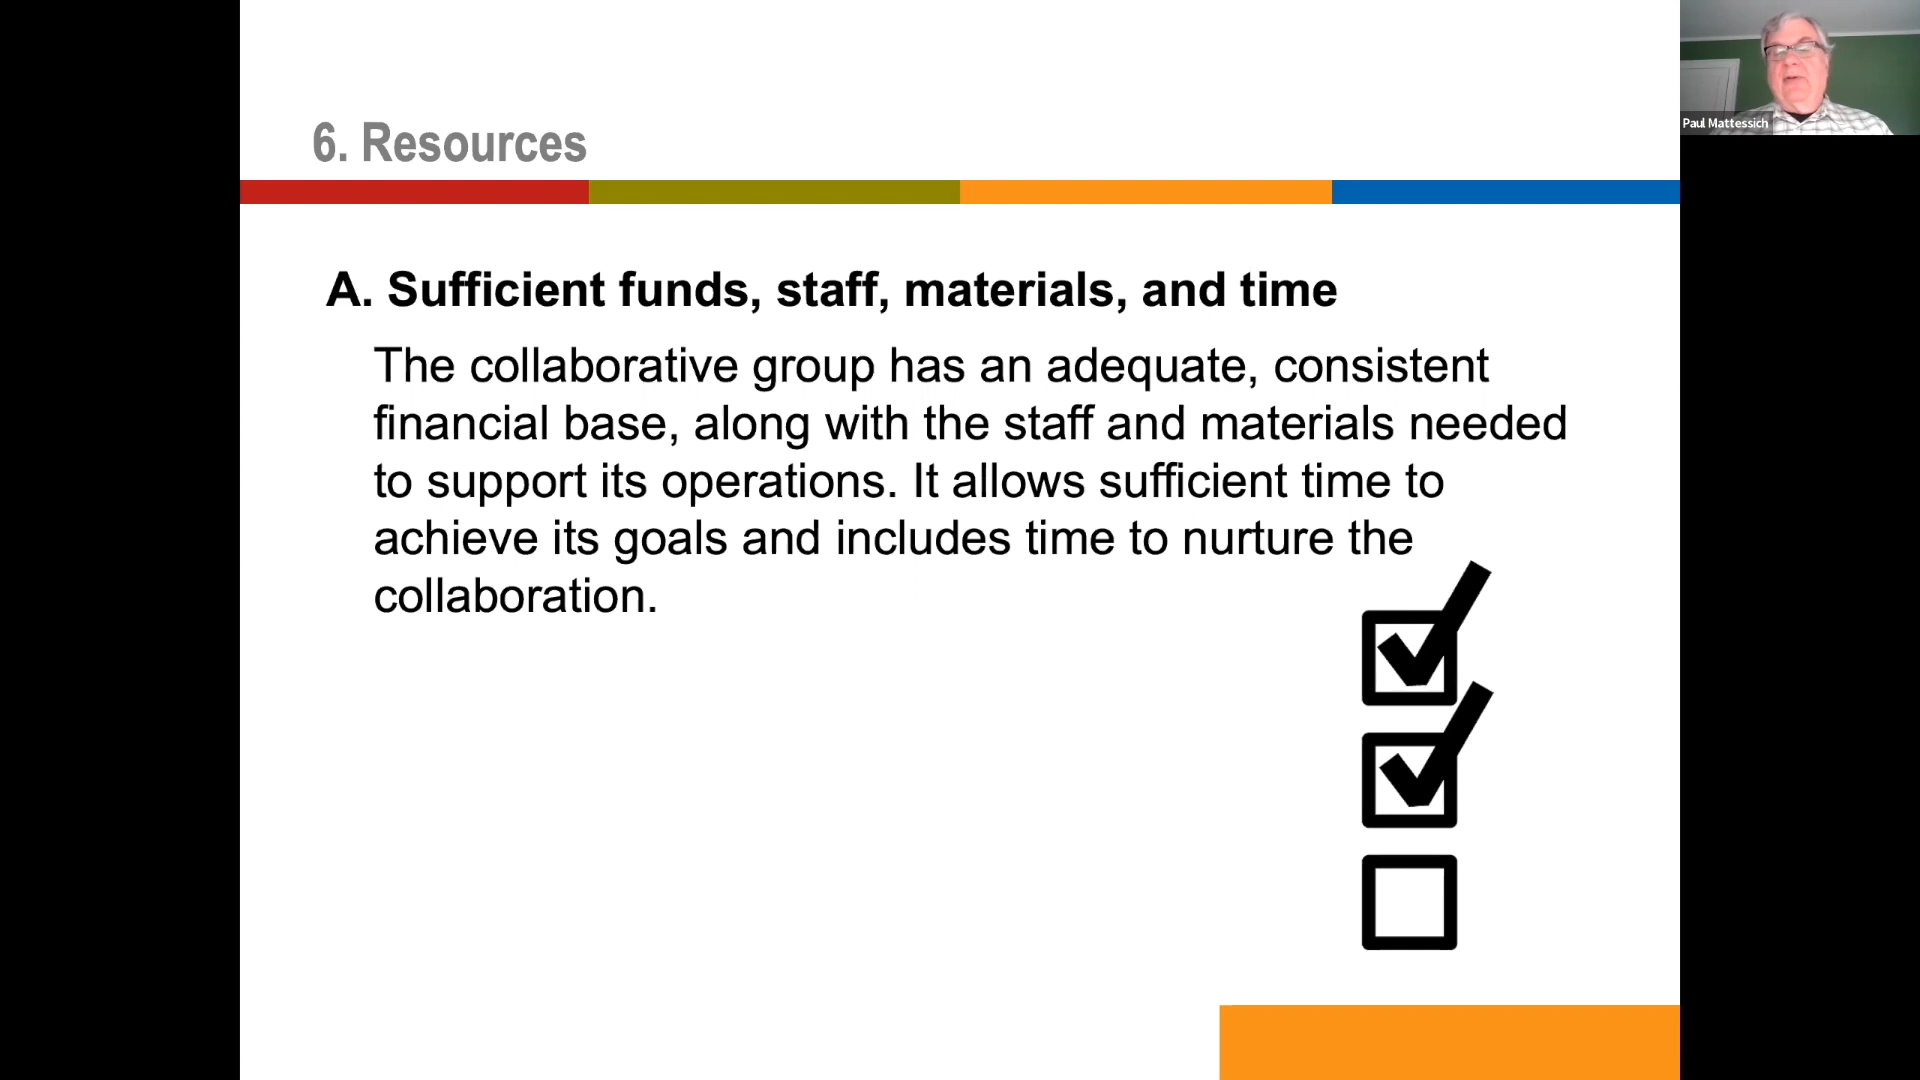 6. Resources
Paul Mattessich
A. Sufficient funds, staff, materials, and time
The collaborative group has an adequate, consistent
financial base, along with the staff and materials needed
to support its operations. It allows sufficient time to
achieve its goals and includes time to nurture the
collaboration.